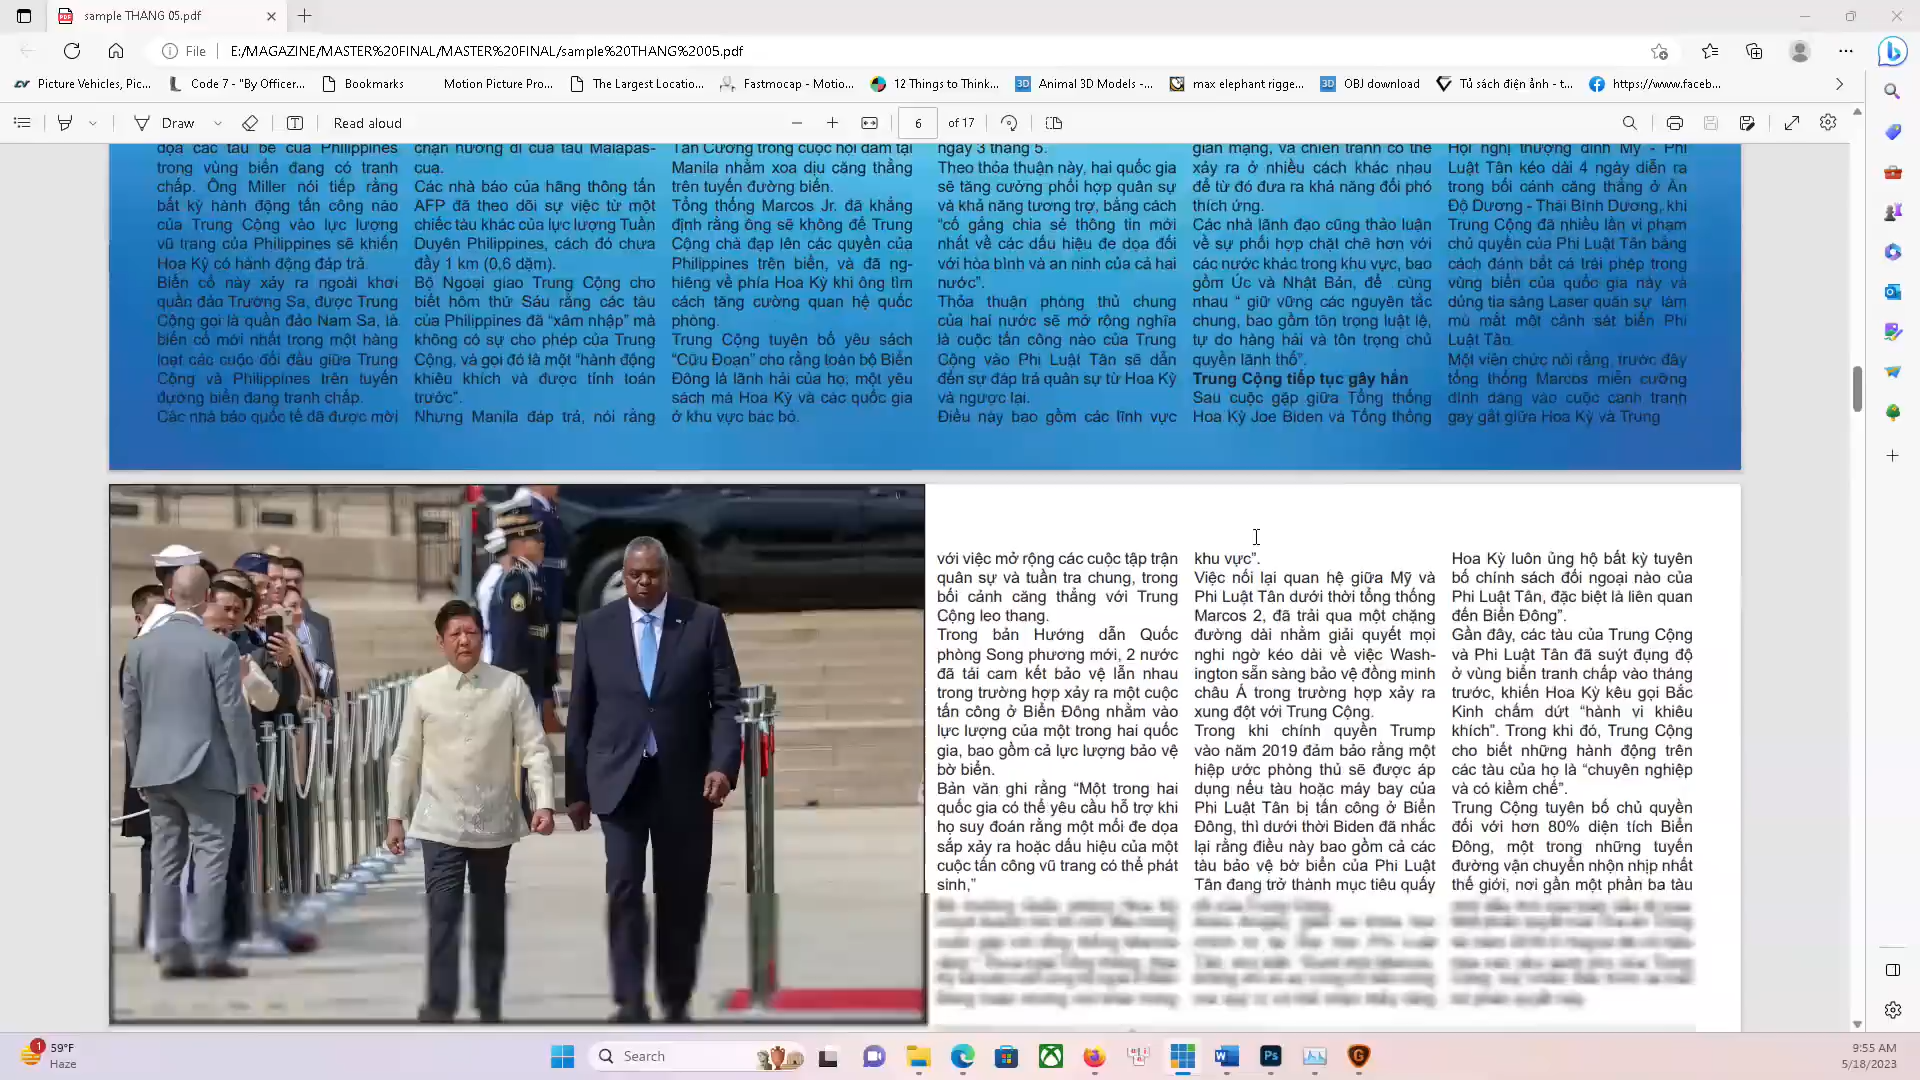 sample THANG 05.pdf
File
E:/MAGAZINE/MASTER%20FINAL/MASTER%20FINAL/sample%20THANG%2005.pdf
Picture Vehicles, Pic...
Code 7 - "By Officer...
Bookmarks
Motion Picture Pro...
The Largest Locatio...
Fastmocap - Motio...
12 Things to Think...
Animal 3D Models -...
max elephant rigge...
OBJ download
Tủ sách điện ảnh - t...
https://www.faceb...
Draw
Read aloud
6
of 17
trong vùng biển đang có tranh
chấp. Ông Miller nói tiếp rằng
bất kỳ hành động tấn công nào
của Trung Cộng vào lực lượng
vũ trang của Philippines sẽ khiến
Hoa Kỳ có hành động đáp trả.
Biến cố này xảy ra ngoài khơi
quần đảo Trường Sa, được Trung
Cộng gọi là quần đảo Nam Sa, là
biến cố mới nhất trong một hàng
loạt các cuộc đối đầu giữa Trung
Cộng và Philippines trên tuyến
đường biển đang tranh chấp.
Các nhà báo quốc tế đã được mời
chặn hướng đi của tàu Malapas-
cua.
Các nhà báo của hãng thông tấn
AFP đã theo dõi sự việc từ một
chiếc tàu khác của lực lượng Tuần
Duyên Philippines, cách đó chưa
đầy 1 km (0,6 dặm).
Bộ Ngoại giao Trung Cộng cho
biết hôm thứ Sáu rằng các tàu
của Philippines đã “xâm nhập” mà
không có sự cho phép của Trung
Cộng, và gọi đó là một “hành động
khiêu khích và được tính toán
trước”.
Nhưng Manila đáp trả, nói rằng
Tần Cương trong cuộc hội đàm tại
Manila nhằm xoa dịu căng thẳng
trên tuyến đường biển.
Tổng thống Marcos Jr. đã khẳng
định rằng ông sẽ không để Trung
Cộng chà đạp lên các quyền của
Philippines trên biển, và đã ng-
hiêng về phía Hoa Kỳ khi ông tìm
cách tăng cường quan hệ quốc
phòng.
Trung Cộng tuyên bố yêu sách
“Cữu Đoạn” cho rằng toàn bộ Biển
Đông là lãnh hải của họ, một yêu
sách mà Hoa Kỳ và các quốc gia
ở khu vực bác bỏ.
ngày 3 tháng 5.
Theo thỏa thuận này, hai quốc gia
sẽ tăng cưởng phối hợp quân sự
và khả năng tương trợ, bằng cách
“cố gắng chia sẻ thông tin mới
nhất về các dấu hiệu đe dọa đối
với hòa bình và an ninh của cả hai
nước”.
Thỏa thuận phòng thủ chung
của hai nước sẽ mở rộng nghĩa
là cuộc tấn công nào của Trung
Cộng vào Phi Luật Tân sẽ dẫn
đến sự đáp trả quân sự từ Hoa Kỳ
và ngược lại.
Điều này bao gồm các lĩnh vực
gian mạng, và chiến tranh có thể
xảy ra ở nhiều cách khác nhau
để từ đó đưa ra khả năng đối phó
thích ứng.
Các nhà lãnh đạo cũng thảo luận
về sự phối hợp chặt chẽ hơn với
các nước khác trong khu vực, bao
gồm Úc và Nhật Bản, để cùng
nhau “ giữ vững các nguyên tắc
chung, bao gồm tôn trọng luật lệ,
tự do hàng hải và tôn trọng chủ
quyền lãnh thổ”.
Trung Cộng tiếp tục gây hấn
Sau cuộc gặp giữa Tổng thống
Hoa Kỳ Joe Biden và Tổng thống
Hội nghị thượng đỉnh Mỹ - Phi
Luật Tân kéo dài 4 ngày diễn ra
trong bối cảnh căng thẳng ở Ấn
Độ Dương - Thái Bình Dương, khi
Trung Cộng đã nhiều lần vi phạm
chủ quyền của Phi Luật Tân bằng
cách đánh bắt cá trái phép trong
vùng biển của quốc gia này và
dùng tia sáng Laser quân sự làm
mù mắt một cảnh sát biển Phi
Luật Tân.
Một viên chức nói rằng, trước đây
tổng thống Marcos miễn cưỡng
dính dáng vào cuộc cạnh tranh
gay gắt giữa Hoa Kỳ và Trung
với việc mở rộng các cuộc tập trận
quân sự và tuần tra chung, trong
bối cảnh căng thẳng với Trung
Cộng leo thang.
Trong bản Hướng dẫn Quốc
phòng Song phương mới, 2 nước
đã tái cam kết bảo vệ lẫn nhau
trong trường hợp xảy ra một cuộc
tấn công ở Biển Đông nhằm vào
lực lượng của một trong hai quốc
gia, bao gồm cả lực lượng bảo vệ
bờ biển.
Bản văn ghi rằng “Một trong hai
quốc gia có thể yêu cầu hỗ trợ khi
họ suy đoán rằng một mối đe dọa
sắp xảy ra hoặc dấu hiệu của một
cuộc tấn công vũ trang có thể phát
sinh,”
khu vực”.
Việc nối lại quan hệ giữa Mỹ và
Phi Luật Tân dưới thời tổng thống
Marcos 2, đã trải qua một chặng
đường dài nhằm giải quyết mọi
nghi ngờ kéo dài về việc Wash-
ington sẵn sàng bảo vệ đồng minh
châu Á trong trường hợp xảy ra
xung đột với Trung Cộng.
Trong khi chính quyền Trump
vào năm 2019 đảm bảo rằng một
hiệp ước phòng thủ sẽ được áp
dụng nếu tàu hoặc máy bay của
Phi Luật Tân bị tấn công ở Biển
Đông, thì dưới thời Biden đã nhắc
lại rằng điều này bao gồm cả các
tàu bảo vệ bờ biển của Phi Luật
Tân đang trở thành mục tiêu quấy
Hoa Kỳ luôn ủng hộ bất kỳ tuyên
bố chính sách đối ngoại nào của
Phi Luật Tân, đặc biệt là liên quan
đến Biển Đông”.
Gần đây, các tàu của Trung Cộng
và Phi Luật Tân đã suýt đụng độ
ở vùng biển tranh chấp vào tháng
trước, khiến Hoa Kỳ kêu gọi Bắc
Kinh chấm dứt “hành vi khiêu
khích”. Trong khi đó, Trung Cộng
cho biết những hành động trên
các tàu của họ là “chuyên nghiệp
và có kiềm chế”.
Trung Cộng tuyên bố chủ quyền
đối với hơn 80% diện tích Biển
Đông, một trong những tuyến
đường vận chuyển nhộn nhịp nhất
thế giới, nơi gần một phần ba tàu
1
59°F
Haze
Search
9:55 AM
5/18/2023